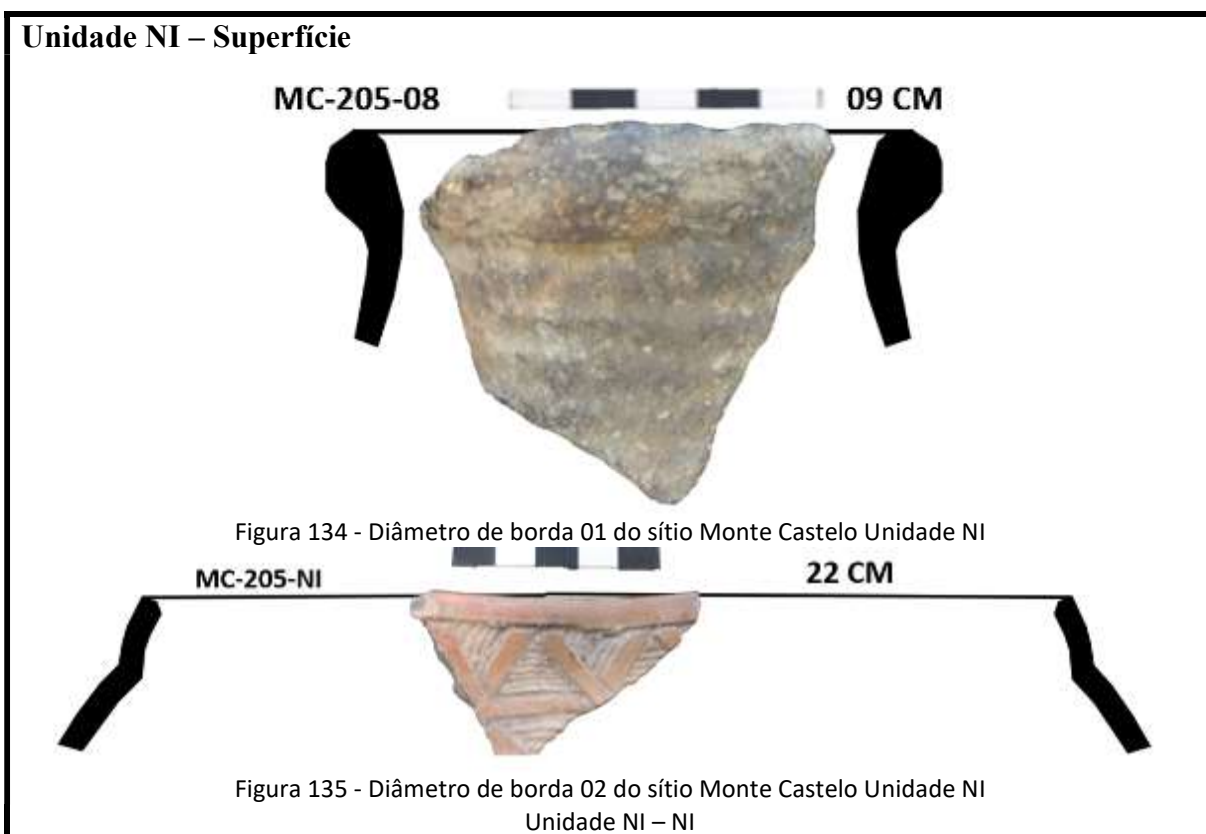 Unidade NI – Superfície
MC-205-08 09 CM
Figura 134 - Diâmetro de borda 01 do sítio Monte Castelo Unidade NI
MC-205-NI 22 CM
Figura 135 - Diâmetro de borda 02 do sítio Monte Castelo Unidade NI
Unidade NI – NI